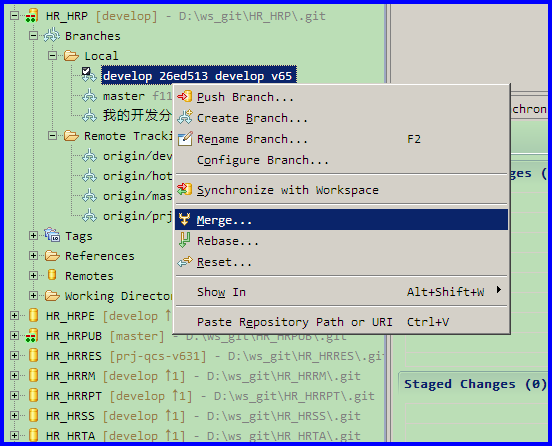 HR_HRP [develop] - D:\ws_git\HR_HRP\.git
Branches
Local
develop 26ed513 develop v65
master f11
我的开发分
Remote Tracki
origin/dev
origin/hot
origin/mas
origin/prj
Tags
References
Remotes
Working Director
HR_HRPE [develop ↑
HR_HRPUB [master] - D:\ws_git\HR_HRPUB\.git
HR_HRRES [prj-qcs-v631] - D:\ws_git\HR_HRRES\.git
HR_HRRM [develop ↑1] - D:\ws_git\HR_HRRM\.git
HR_HRRPT [develop ↑1] - D:\ws_git\HR_HRRPT\.git
HR_HRSS [develop ↑1] - D:\ws_git\HR_HRSS\.git
HR_HRTA [develop ↑1] - D:\ws_git\HR_HRTA\.git
Push Branch...
Create Branch...
Rename Branch... F2
Configure Branch...
Synchronize with Workspace
Merge...
Rebase...
Reset...
Show In Alt+Shift+W
Paste Repository Path or URI Ctrl+V
chron
ges (
Staged Changes (0)